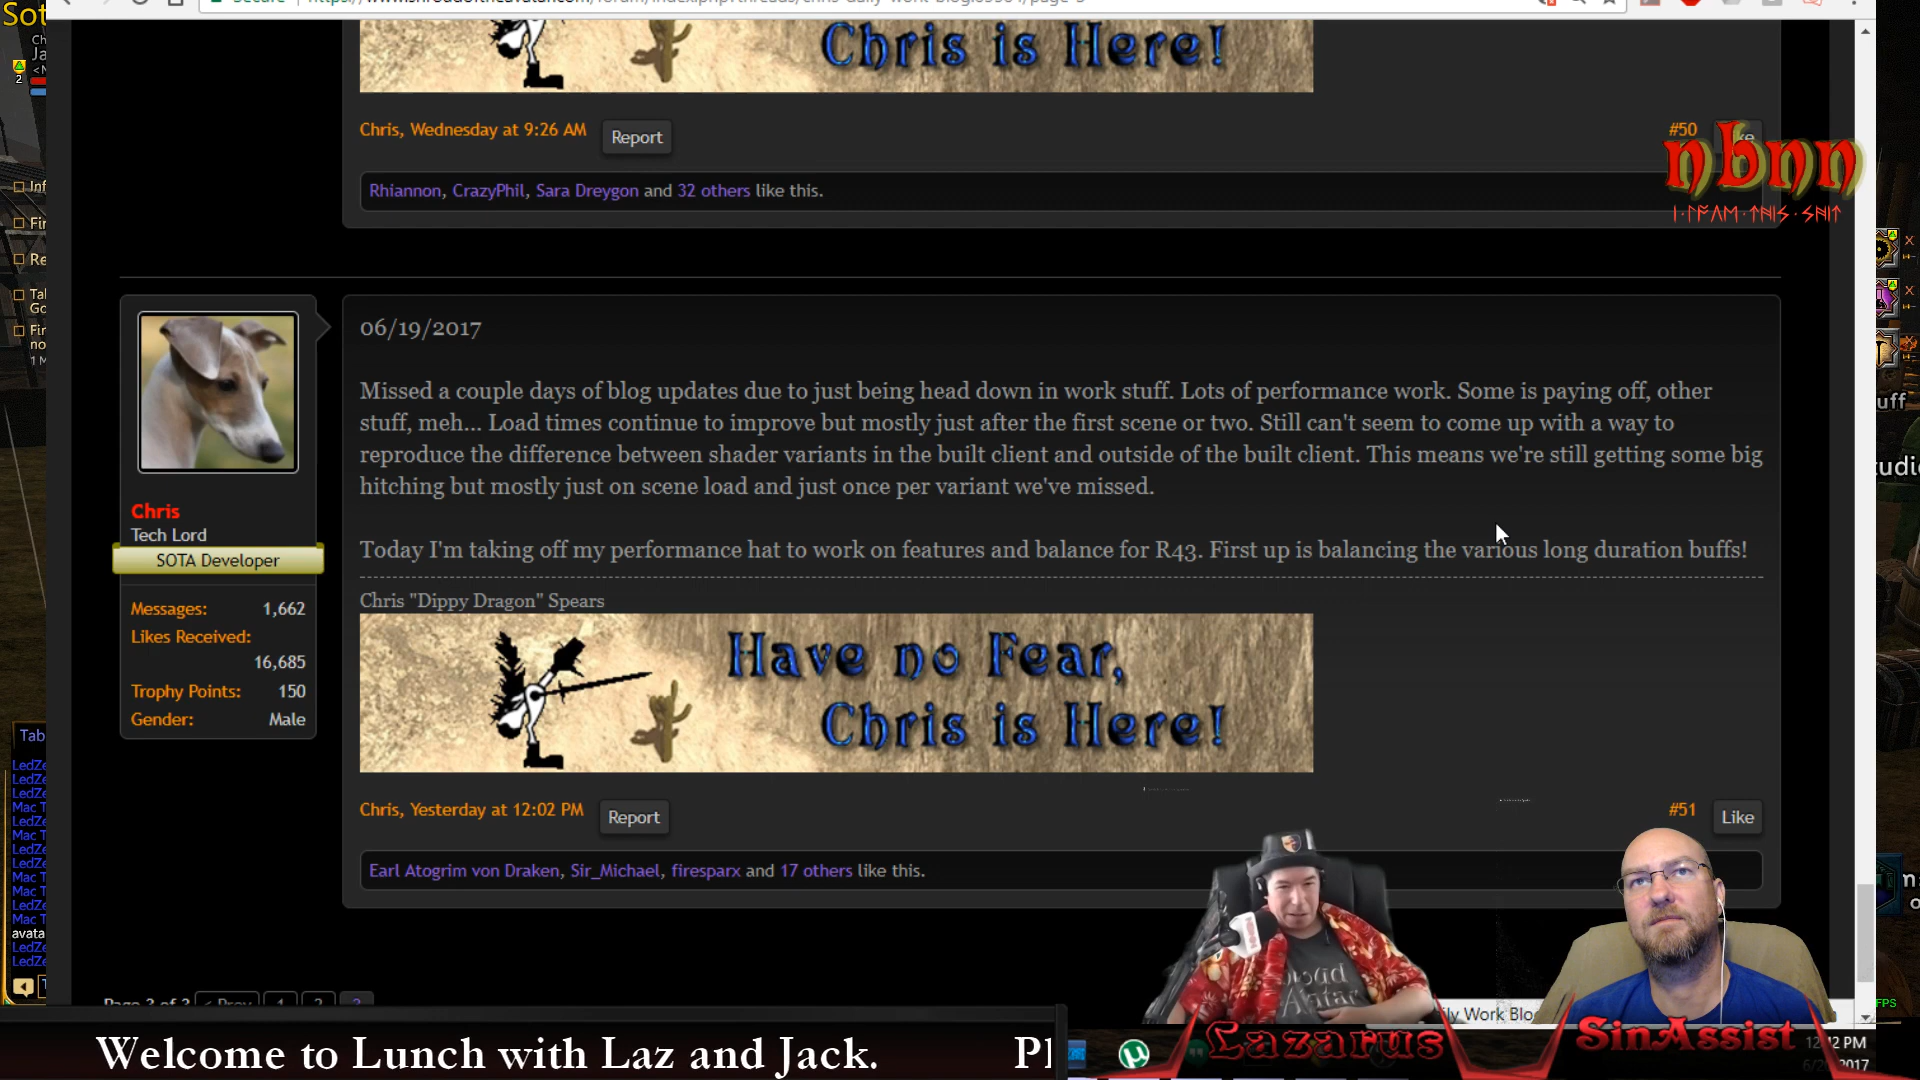 Secure
Chris is Here!
Chris, Wednesday at 9:26 AM
Report
#50
nbnn
Rhiannon, CrazyPhil, Sara Dreygon and 32 others like this.
06/19/2017
Missed a couple days of blog updates due to just being head down in work stuff. Lots of performance work. Some is paying off, other
stuff, meh... Load times continue to improve but mostly just after the first scene or two. Still can't seem to come up with a way to
reproduce the difference between shader variants in the built client and outside of the built client. This means we're still getting some big
hitching but mostly just on scene load and just once per variant we've missed.
Today I'm taking off my performance hat to work on features and balance for R43. First up is balancing the various long duration buffs!
Chris
Tech Lord
SOTA Developer
Messages: 1,662
Likes Received:
16,685
Trophy Points: 150
Gender: Male
Chris "Dippy Dragon" Spears
Have no Fear,
Chris is Here!
Chris, Yesterday at 12:02 PM
Report
#51
Like
Earl Atogrim von Draken, Sir_Michael, firesparx and 17 others like this.
Welcome to Lunch with Laz and Jack.
Lazarus
SinAssist
FPS